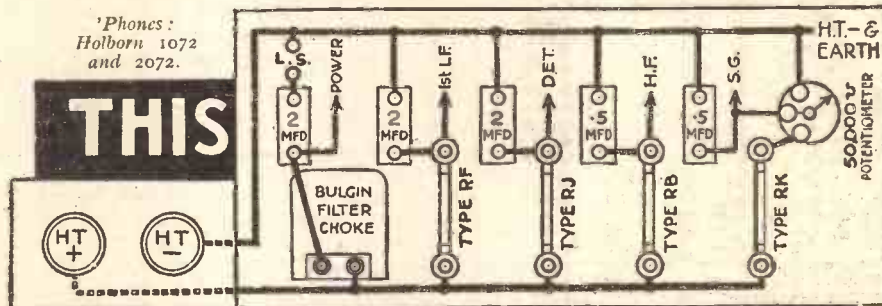 'Phones:
Holborn 1072
and 2072.
THIS
HT
+
HT
-
L.S.
2
MFD
POWER
BULGIN
FILTER
CHOKE
2
MFD
1st L.F.
TYPE RF
2
MFD
DET.
TYPE RJ
.5
MFD
H.F.
TYPE RB
.5
MFD
S.G.
TYPE RK
H.T.- &
EARTH
50,000 ω
POTENTIOMETER